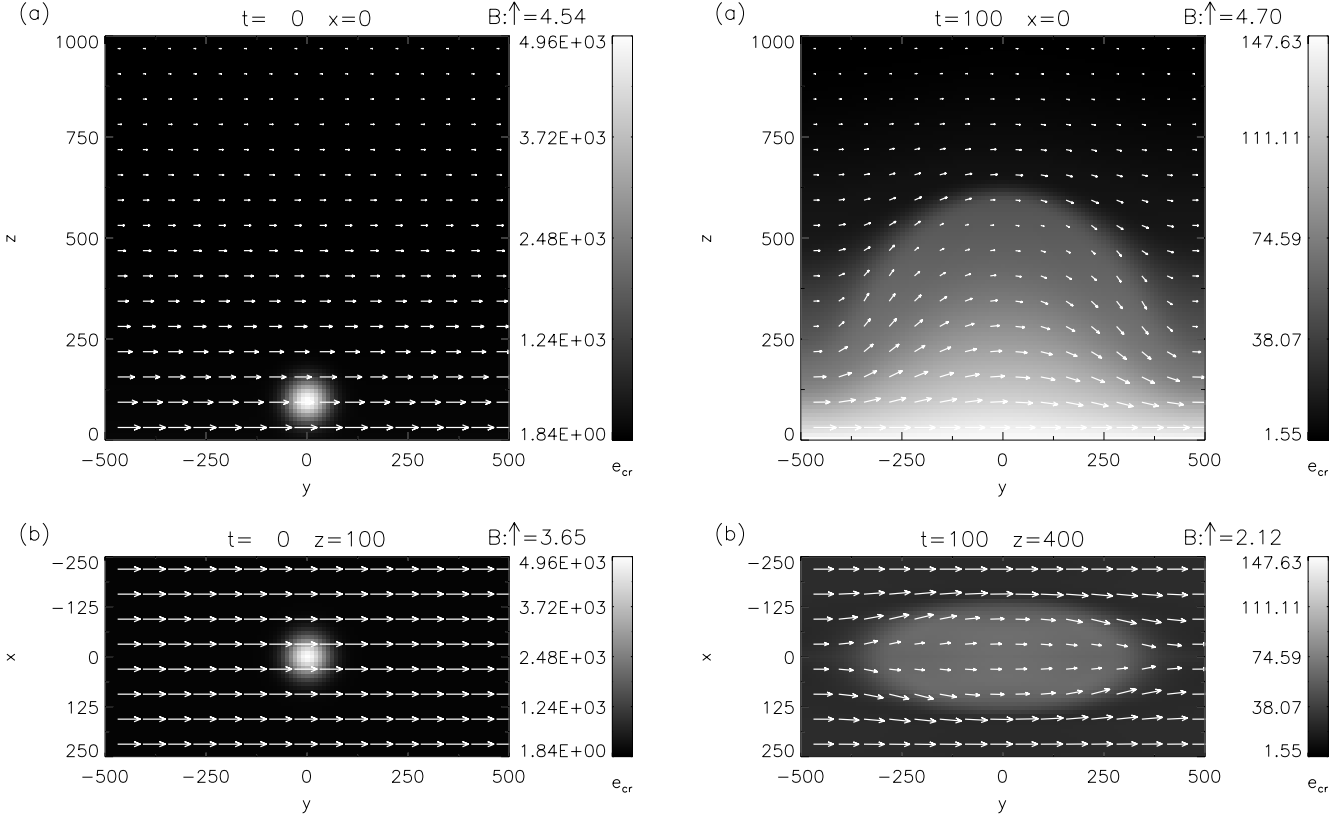 (a) t= 0 x=0 B:↑=4.54
1000
750
500
250
0
z
−500 −250 0 250 500
y
4.96E+03
3.72E+03
2.48E+03
1.24E+03
1.84E+00
e_cr
(a) t=100 x=0 B:↑=4.70
1000
750
500
250
0
z
−500 −250 0 250 500
y
147.63
111.11
74.59
38.07
1.55
e_cr
(b) t= 0 z=100 B:↑=3.65
−250
−125
0
125
250
x
−500 −250 0 250 500
y
4.96E+03
3.72E+03
2.48E+03
1.24E+03
1.84E+00
e_cr
(b) t=100 z=400 B:↑=2.12
−250
−125
0
125
250
x
−500 −250 0 250 500
y
147.63
111.11
74.59
38.07
1.55
e_cr